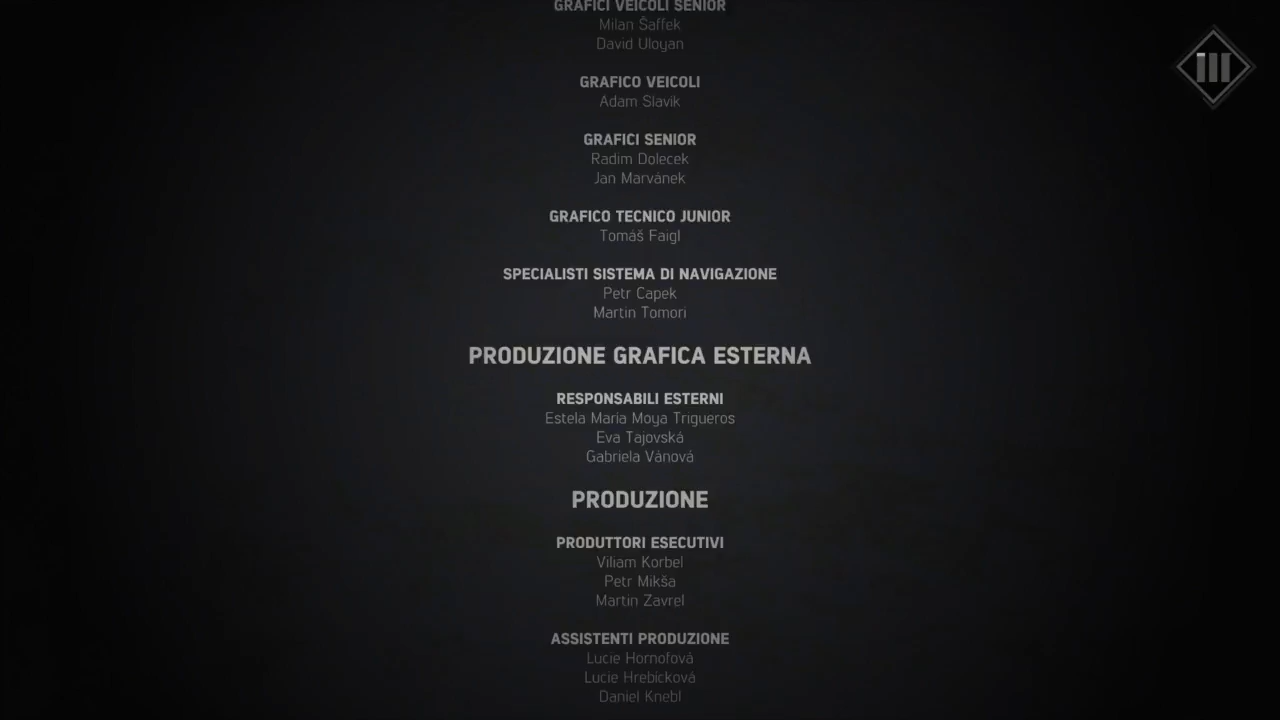 GRAFICI VEICOLI SENIOR
Milan Šaffek
David Uloyan
GRAFICO VEICOLI
Adam Slavik
GRAFICI SENIOR
Radim Dolecek
Jan Marvánek
GRAFICO TECNICO JUNIOR
Tomáš Faigl
SPECIALISTI SISTEMA DI NAVIGAZIONE
Petr Capek
Martin Tomori
PRODUZIONE GRAFICA ESTERNA
RESPONSABILI ESTERNI
Estela Maria Moya Trigueros
Eva Tajovská
Gabriela Vánová
PRODUZIONE
PRODUTTORI ESECUTIVI
Viliam Korbel
Petr Mikša
Martin Zavrel
ASSISTENTI PRODUZIONE
Lucie Hornofová
Lucie Hrebícková
Daniel Knebl